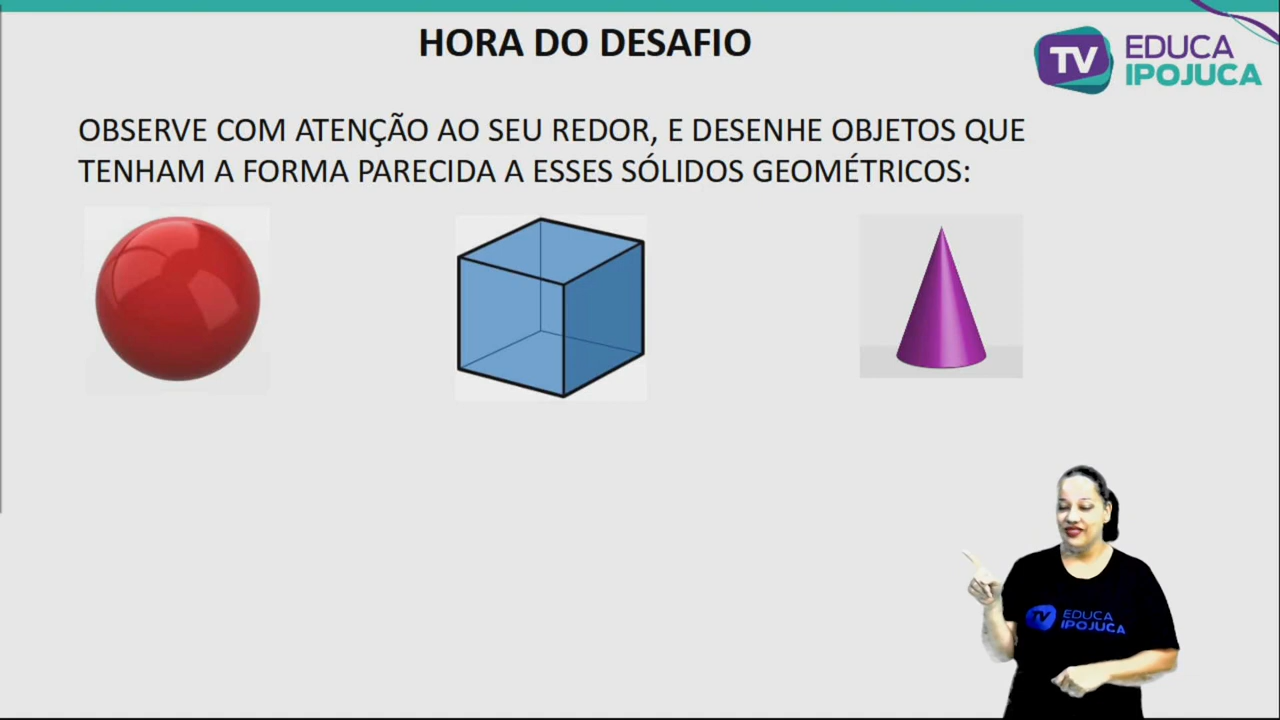 HORA DO DESAFIO
TV EDUCA
IPOJUCA
OBSERVE COM ATENÇÃO AO SEU REDOR, E DESENHE OBJETOS QUE
TENHAM A FORMA PARECIDA A ESSES SÓLIDOS GEOMÉTRICOS:
TV EDUCA
IPOJUCA